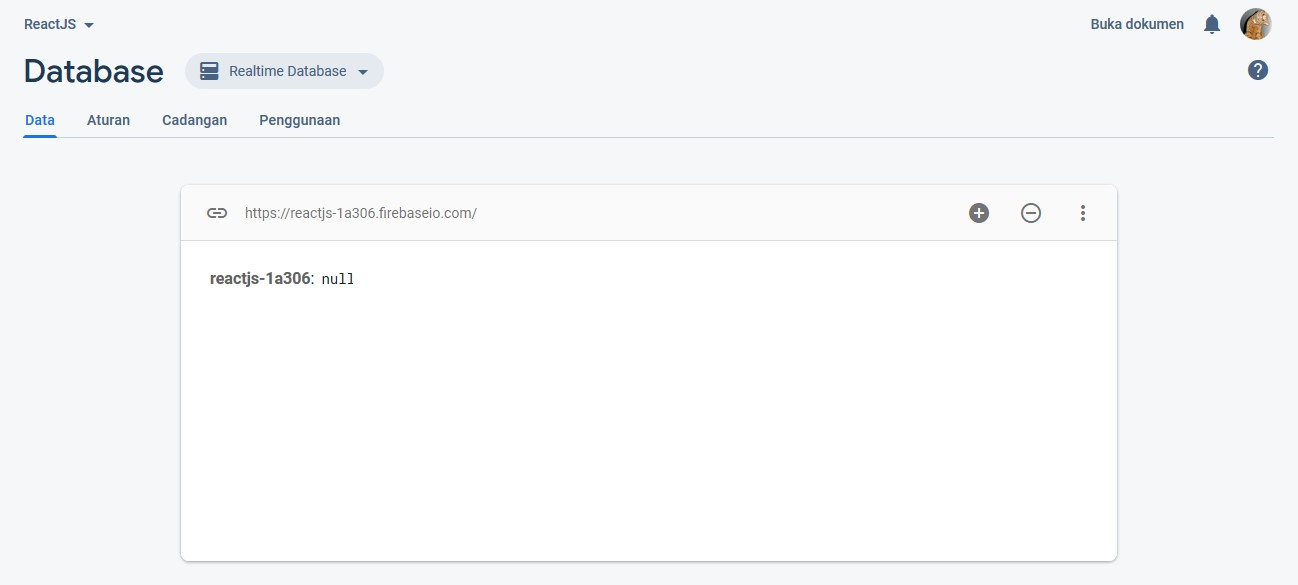 ReactJS
Buka dokumen
Database
Realtime Database
?
Data
Aturan
Cadangan
Penggunaan
https://reactjs-1a306.firebaseio.com/
reactjs-1a306: null